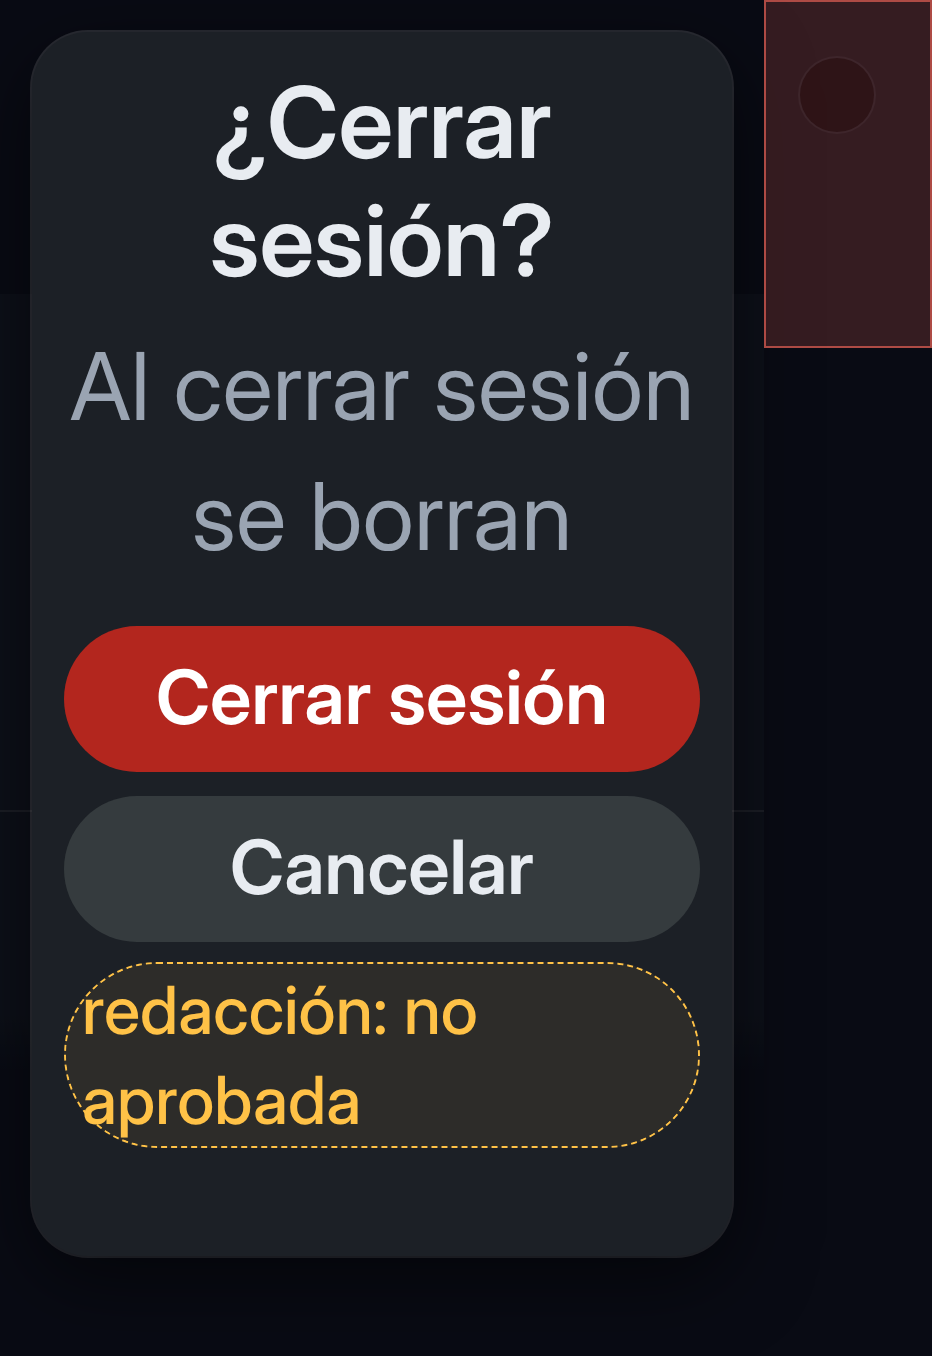 ¿Cerrar
sesión?
Al cerrar sesión
se borran
Cerrar sesión
Cancelar
redacción: no
aprobada